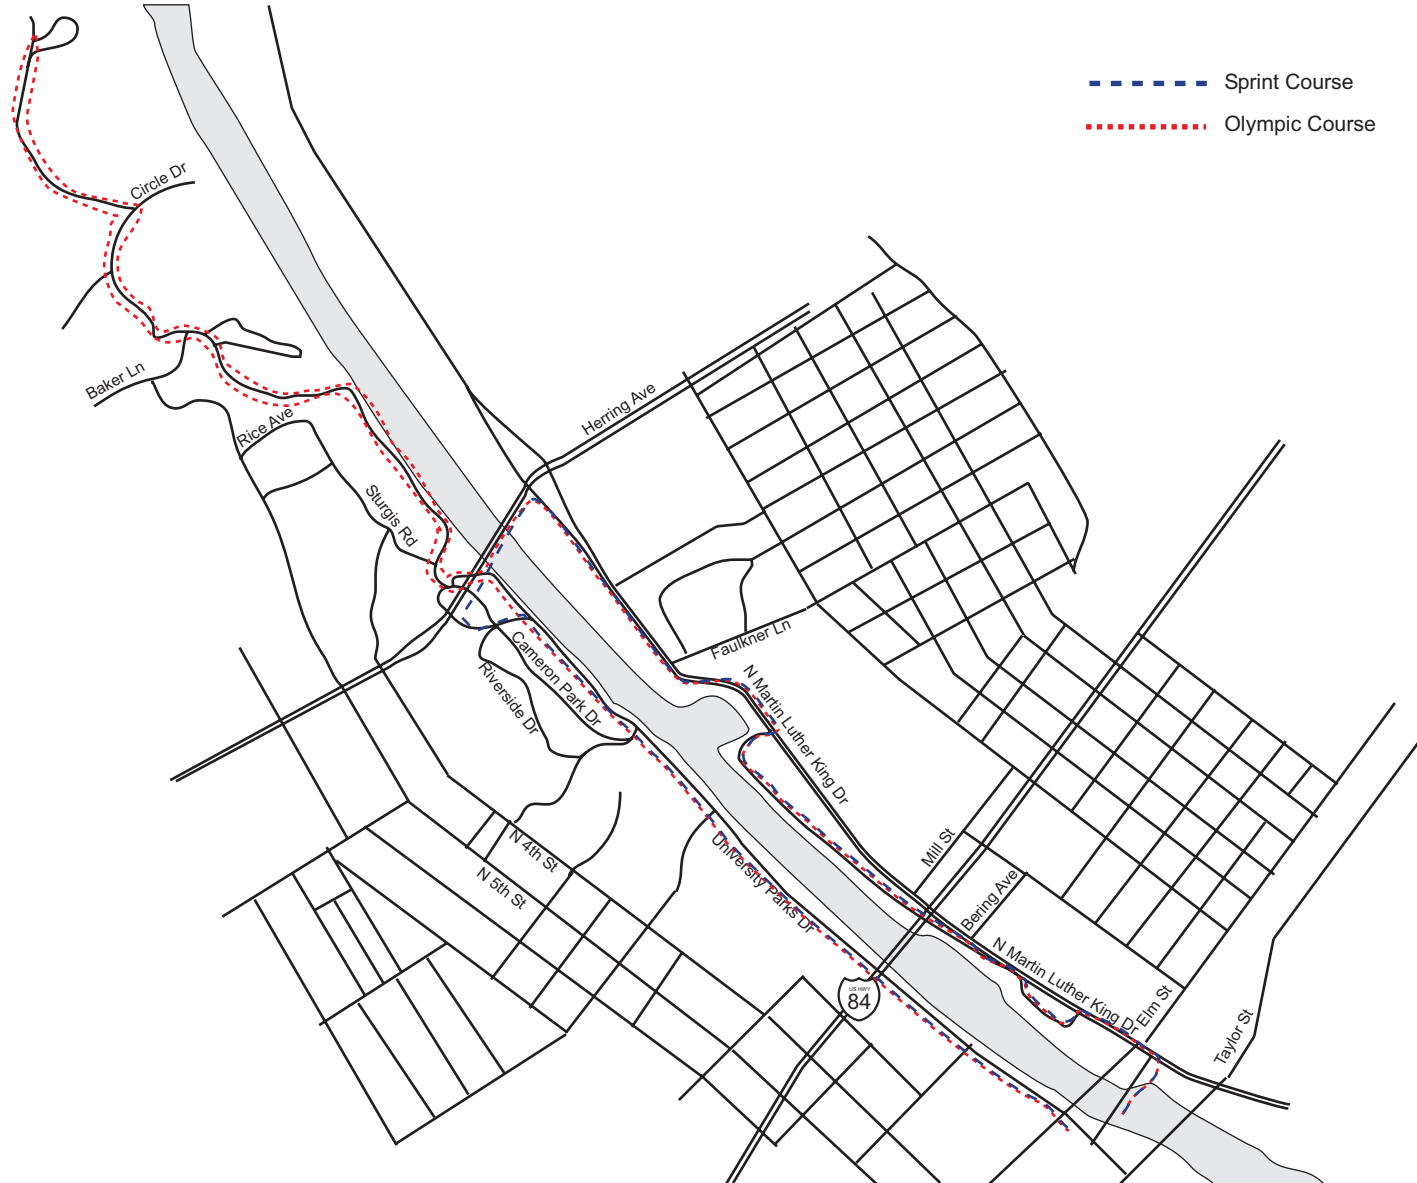 Sprint Course
Olympic Course
Circle Dr
Baker Ln
Rice Ave
Herring Ave
Sturgis Rd
Faulkner Ln
Cameron Park Dr
Riverside Dr
N Martin Luther King Dr
Mill St
N 4th St
N 5th St
University Parks Dr
Bering Ave
N Martin Luther King Dr
US HWY
84
Elm St
Taylor St